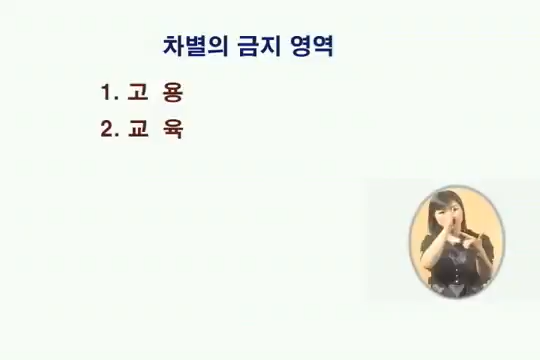 차별의 금지 영역
1. 고 용
2. 교 육